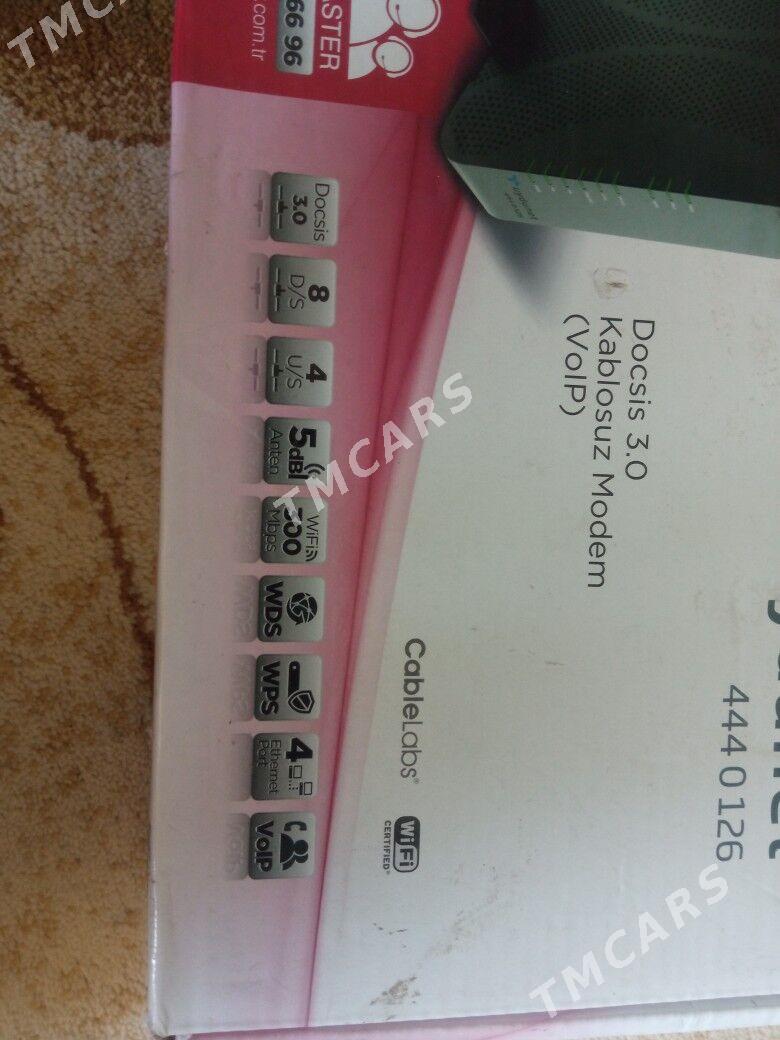 TMCARS
ASTER
66 96
.com.tr
Docsis 3.0
Kablosuz Modem
(VoIP)
444 0 126
CableLabs®
WiFi
CERTIFIED®
Docsis
3.0
8
D/S
4
U/S
5dBi
Anten
WiFi
300
Mbps
WDS
WPS
4
Ethernet
Port
VoIP
TMCARS
TMCARS